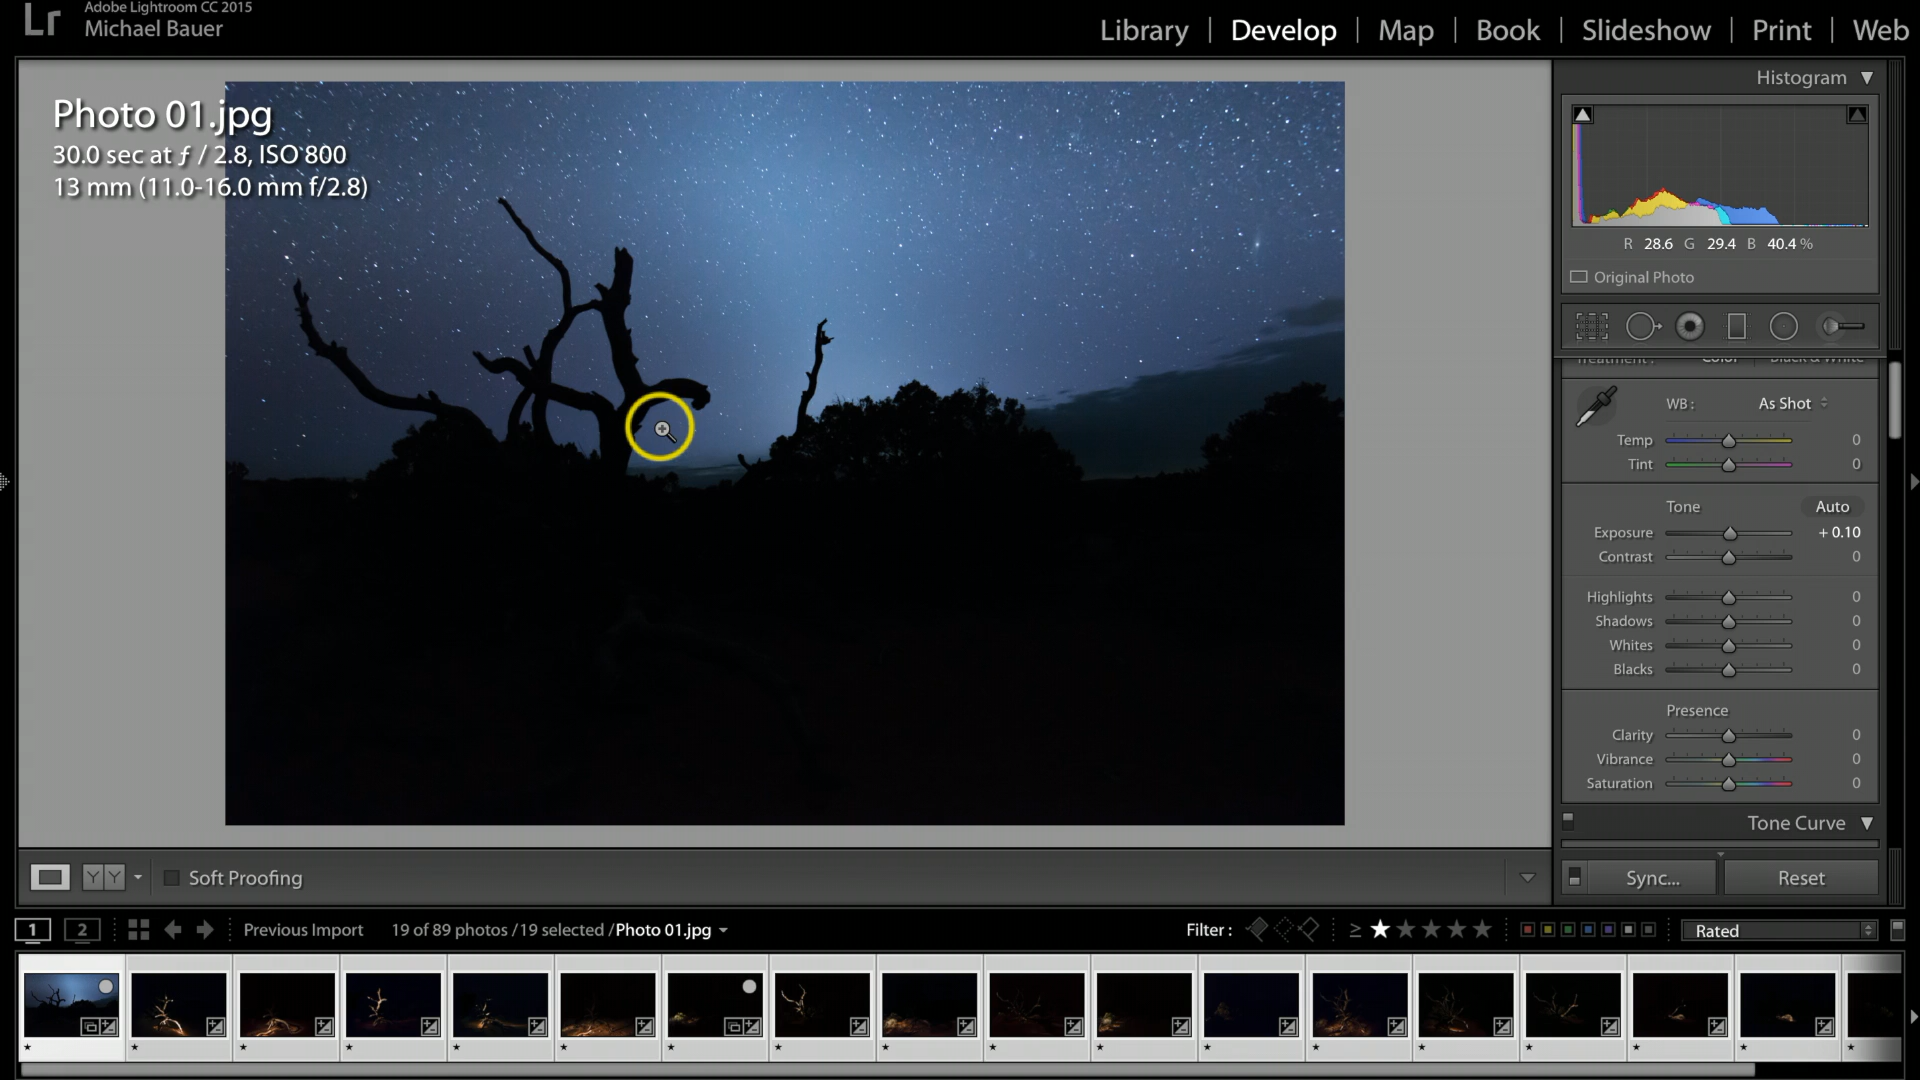 Lr
Adobe Lightroom CC 2015
Michael Bauer
Library | Develop | Map | Book | Slideshow | Print | Web
Photo 01.jpg
30.0 sec at ƒ / 2.8, ISO 800
13 mm (11.0-16.0 mm f/2.8)
Histogram
R 28.6 G 29.4 B 40.4 %
Original Photo
Treatment : Color Black & White
WB : As Shot
Temp 0
Tint 0
Tone Auto
Exposure + 0.10
Contrast 0
Highlights 0
Shadows 0
Whites 0
Blacks 0
Presence
Clarity 0
Vibrance 0
Saturation 0
Tone Curve
Y Y Soft Proofing
Sync... Reset
1 2 Previous Import 19 of 89 photos /19 selected /Photo 01.jpg Filter : ≥ ★ ★ ★ ★ ★ Rated